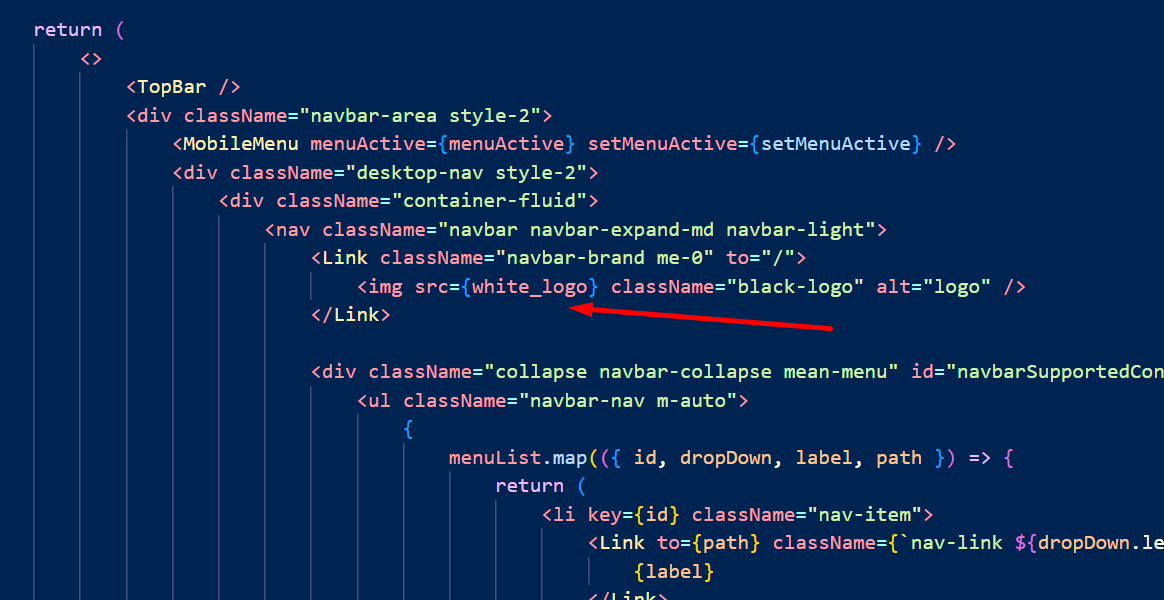 return (
<>
<TopBar />
<div className="navbar-area style-2">
<MobileMenu menuActive={menuActive} setMenuActive={setMenuActive} />
<div className="desktop-nav style-2">
<div className="container-fluid">
<nav className="navbar navbar-expand-md navbar-light">
<Link className="navbar-brand me-0" to="/">
<img src={white_logo} className="black-logo" alt="logo" />
</Link>
<div className="collapse navbar-collapse mean-menu" id="navbarSupportedCon
<ul className="navbar-nav m-auto">
{
menuList.map(({ id, dropDown, label, path }) => {
return (
<li key={id} className="nav-item">
<Link to={path} className={`nav-link ${dropDown.le
{label}
</Link>